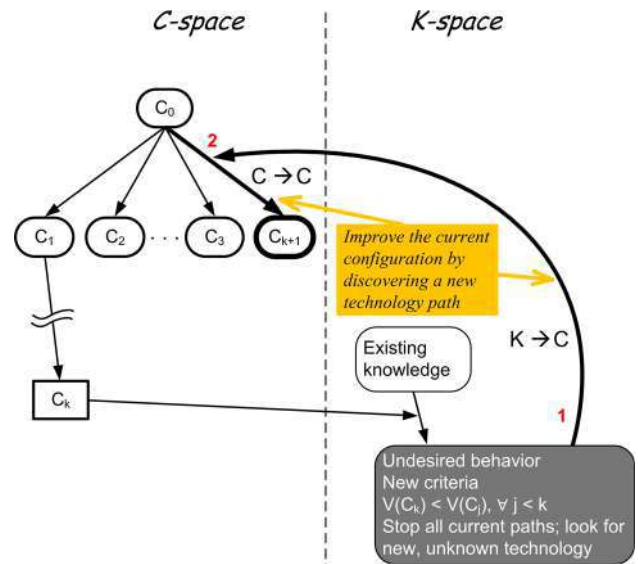 C-space
K-space
C₀
2
C → C
C₁
C₂
. . .
C₃
Cₖ₊₁
Improve the current
configuration by
discovering a new
technology path
Existing
knowledge
K → C
Cₖ
1
Undesired behavior
New criteria
V(Cₖ) < V(Cⱼ), ∀ j < k
Stop all current paths; look for
new, unknown technology